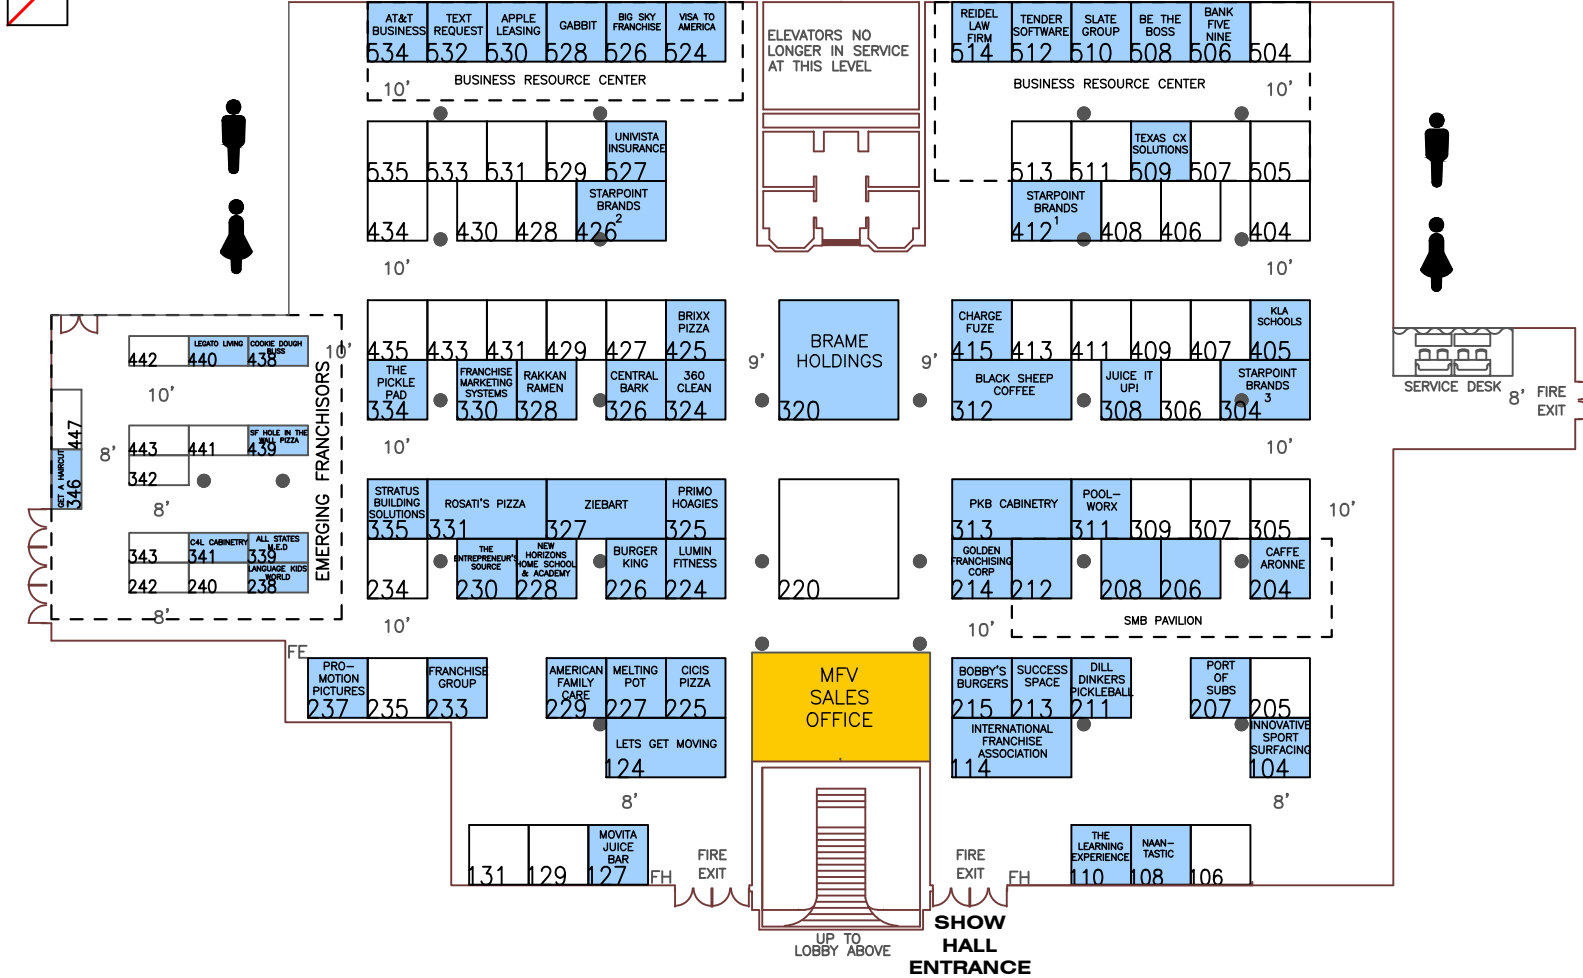 AT&T
BUSINESS
534
TEXT
REQUEST
532
APPLE
LEASING
530
GABBIT
528
BIG SKY
FRANCHISE
526
VISA TO
AMERICA
524
ELEVATORS NO
LONGER IN SERVICE
AT THIS LEVEL
REIDEL
LAW
FIRM
514
TENDER
SOFTWARE
512
SLATE
GROUP
510
BE THE
BOSS
508
BANK
FIVE
NINE
506
504
10'
BUSINESS RESOURCE CENTER
BUSINESS RESOURCE CENTER
10'
535
533
531
529
UNIVISTA
INSURANCE
527
513
511
TEXAS CX
SOLUTIONS
509
507
505
434
430
428
STARPOINT
BRANDS
2
426
STARPOINT
BRANDS
1
412
408
406
404
10'
10'
435
433
431
429
427
BRIXX
PIZZA
425
BRAME
HOLDINGS
320
CHARGE
FUZE
415
413
411
409
407
KLA
SCHOOLS
405
9'
9'
THE
PICKLE
PAD
334
FRANCHISE
MARKETING
SYSTEMS
330
RAKKAN
RAMEN
328
CENTRAL
BARK
326
360
CLEAN
324
BLACK SHEEP
COFFEE
312
JUICE IT
UP!
308
306
STARPOINT
BRANDS
3
304
SERVICE DESK
8'
FIRE
EXIT
442
LEGATO LIVING
440
COOKIE DOUGH
BLISS
438
10'
10'
EMERGING FRANCHISORS
447
GET A HAIRCUT
346
8'
443
441
SF HOLE IN THE
WALL PIZZA
439
342
8'
343
C4L CABINETRY
341
ALL STATES
M.E.D
339
242
240
LANGUAGE KIDS
WORLD
238
8'
10'
10'
STRATUS
BUILDING
SOLUTIONS
335
ROSATI'S PIZZA
331
ZIEBART
327
PRIMO
HOAGIES
325
PKB CABINETRY
313
POOL-
WORX
311
309
307
305
10'
234
THE
ENTREPRENEUR'S
SOURCE
230
NEW
HORIZONS
HOME SCHOOL
& ACADEMY
228
BURGER
KING
226
LUMIN
FITNESS
224
220
GOLDEN
FRANCHISING
CORP
214
212
208
206
CAFFE
ARONNE
204
10'
10'
SMB PAVILION
FE
PRO-
MOTION
PICTURES
237
235
FRANCHISE
GROUP
233
AMERICAN
FAMILY
CARE
229
MELTING
POT
227
CICIS
PIZZA
225
MFV
SALES
OFFICE
BOBBY'S
BURGERS
215
SUCCESS
SPACE
213
DILL
DINKERS
PICKLEBALL
211
PORT
OF
SUBS
207
205
LETS GET MOVING
124
INTERNATIONAL
FRANCHISE
ASSOCIATION
114
INNOVATIVE
SPORT
SURFACING
104
8'
8'
131
129
MOVITA
JUICE
BAR
127
FH
FIRE
EXIT
FIRE
EXIT
FH
THE
LEARNING
EXPERIENCE
110
NAAN-
TASTIC
108
106
UP TO
LOBBY ABOVE
SHOW
HALL
ENTRANCE